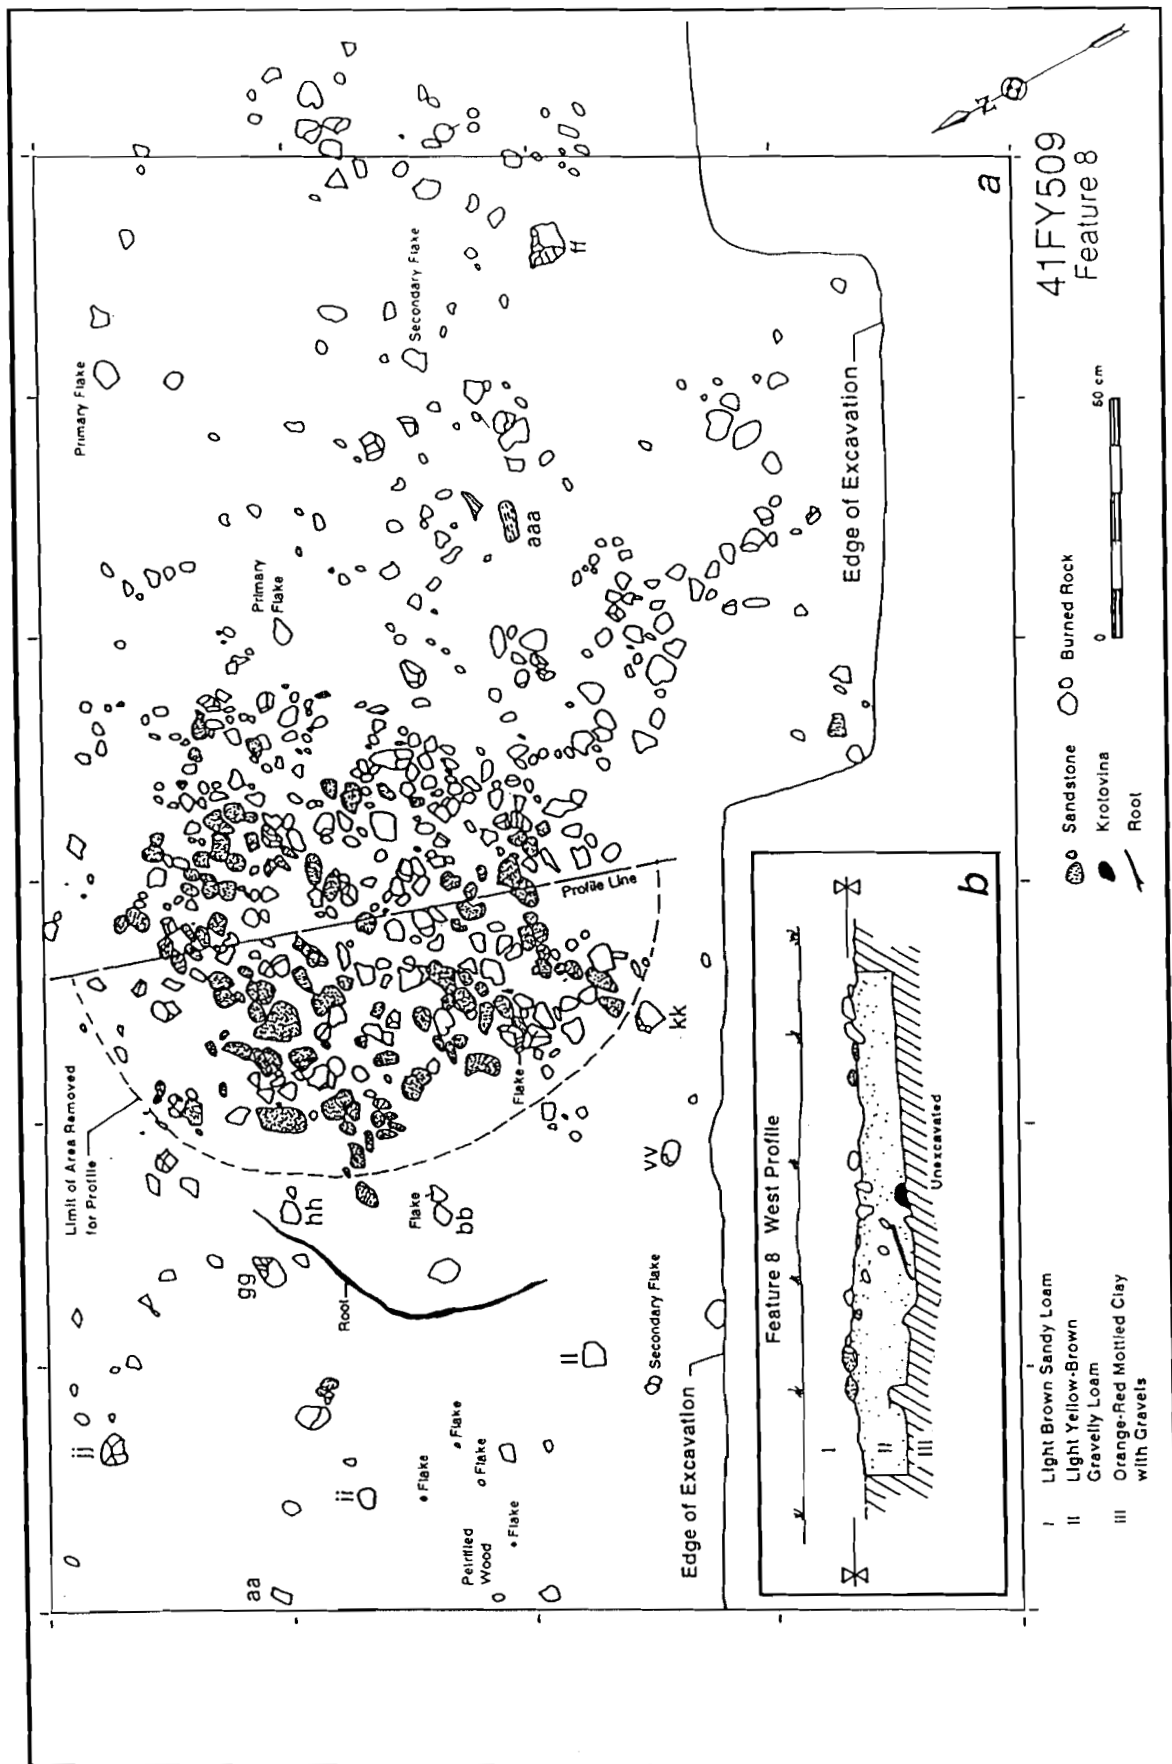 Primary Flake
Secondary Flake
oo
ff
Primary
Flake
aaa
Edge of Excavation
a
41FY509
Feature 8
N
Limit of Area Removed
for Profile
Profile Line
Flake
kk
vv
hh
Flake
bb
gg
Root
ll
Secondary Flake
jj
ii
Flake
Flake
Flake
Flake
Petrified
Wood
aa
Edge of Excavation
Feature 8 West Profile
b
I
II
III
Unexcavated
I Light Brown Sandy Loam
II Light Yellow-Brown
Gravelly Loam
III Orange-Red Mottled Clay
with Gravels
Sandstone
Burned Rock
Krotovina
Root
0
50 cm